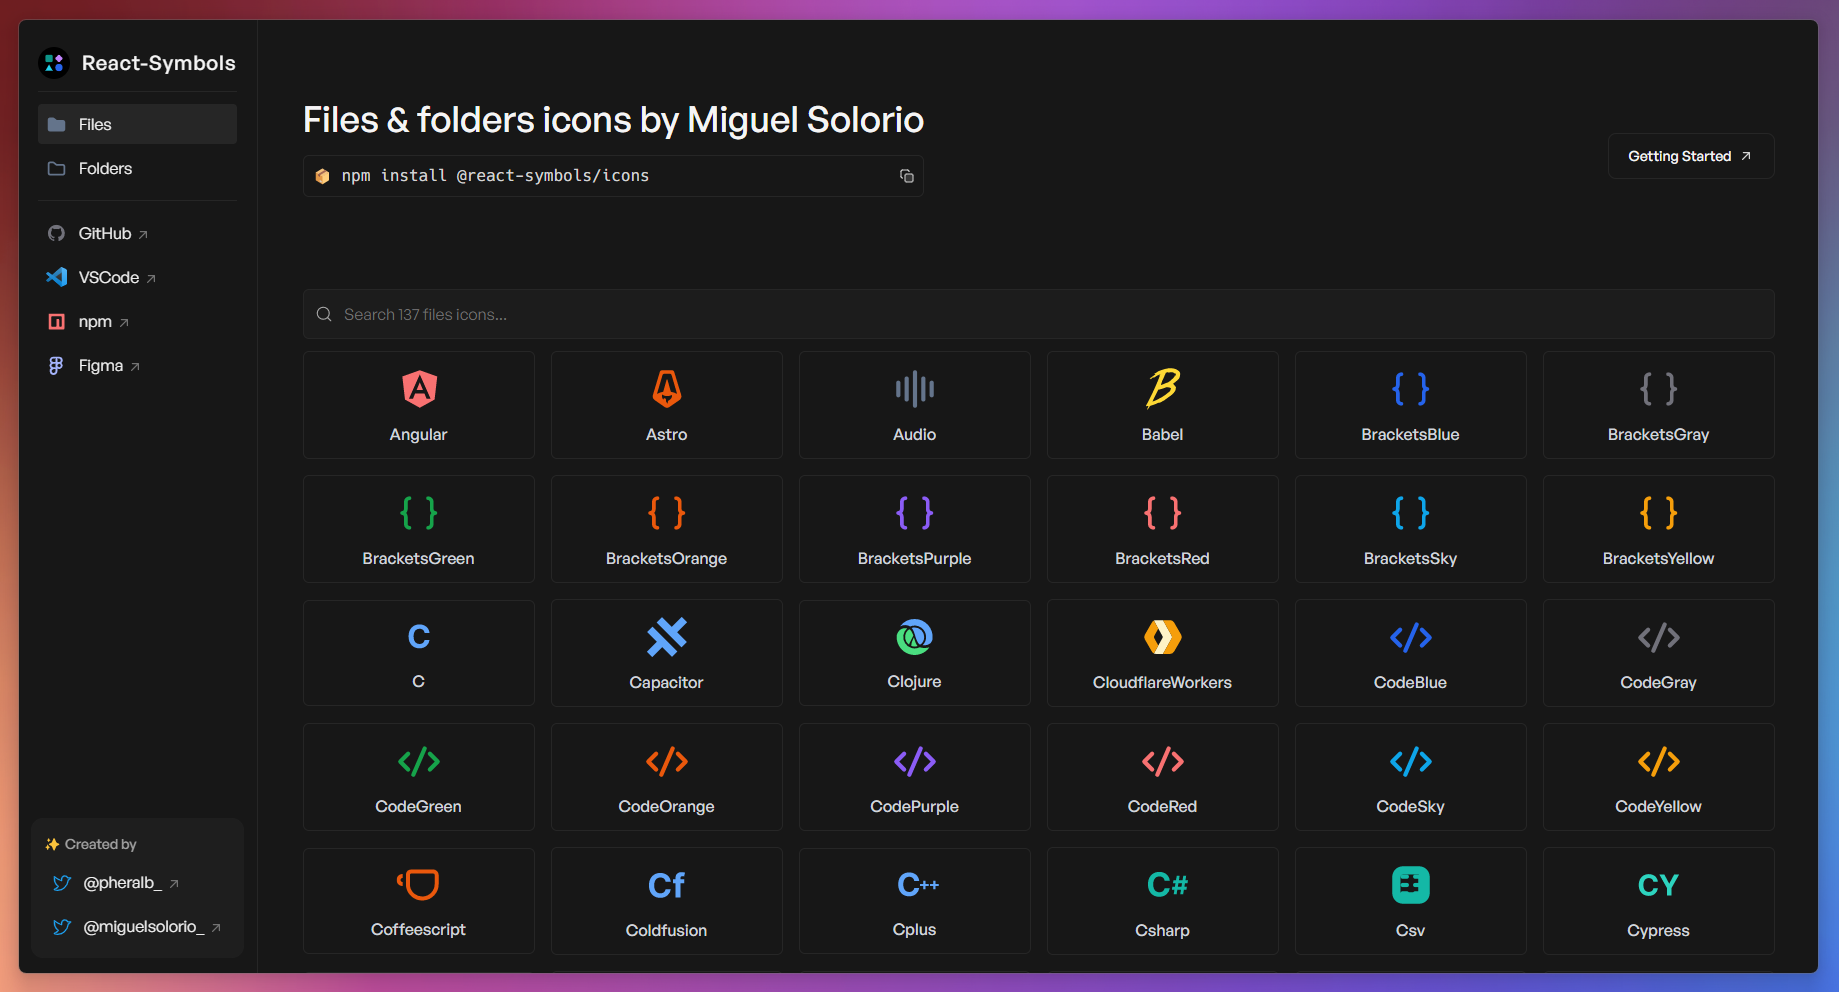 React-Symbols
Files
Folders
GitHub
VSCode
npm
Figma
✨ Created by
@pheralb_
@miguelsolorio_
Files & folders icons by Miguel Solorio
npm install @react-symbols/icons
Getting Started
Search 137 files icons...
Angular
Astro
Audio
Babel
BracketsBlue
BracketsGray
BracketsGreen
BracketsOrange
BracketsPurple
BracketsRed
BracketsSky
BracketsYellow
C
C
Capacitor
Clojure
CloudflareWorkers
CodeBlue
CodeGray
CodeGreen
CodeOrange
CodePurple
CodeRed
CodeSky
CodeYellow
Coffeescript
Cf
Coldfusion
C++
Cplus
C#
Csharp
Csv
CY
Cypress